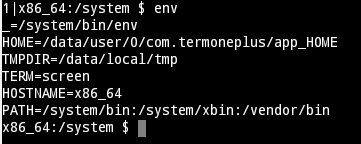 1|x86_64:/system $ env
_=/system/bin/env
HOME=/data/user/0/com.termoneplus/app_HOME
TMPDIR=/data/local/tmp
TERM=screen
HOSTNAME=x86_64
PATH=/system/bin:/system/xbin:/vendor/bin
x86_64:/system $